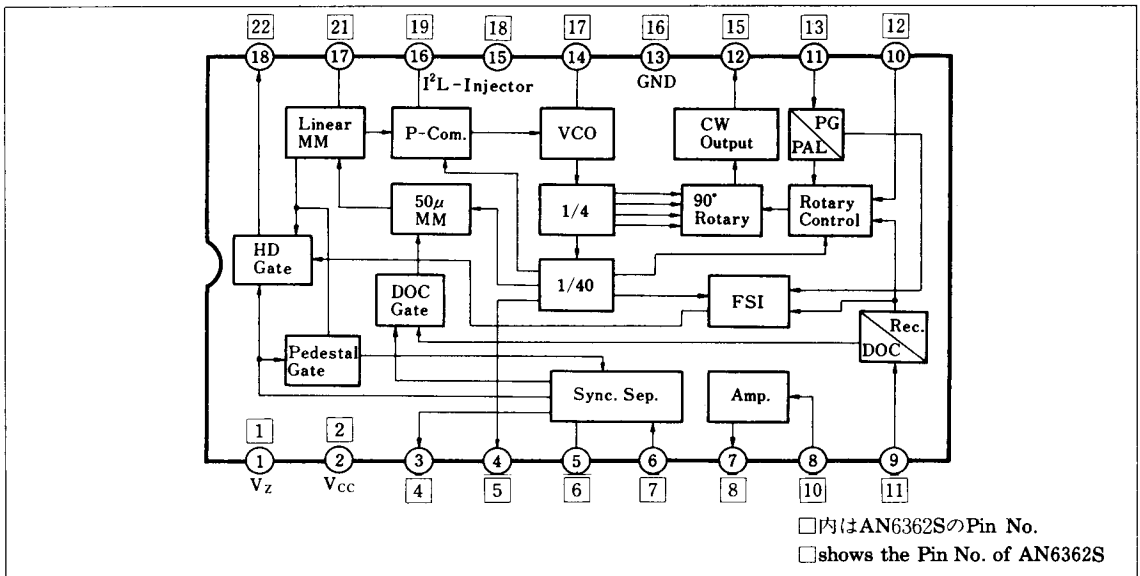 22 21 19 18 17 16 15 13 12
18 17 16 15 14 13 12 11 10
I²L-Injector GND
Linear MM
P-Com.
VCO
CW Output
PG PAL
50μ MM
1/4
90° Rotary
Rotary Control
HD Gate
DOC Gate
1/40
FSI
Rec. DOC
Pedestal Gate
Sync. Sep.
Amp.
1 2
1 2 3 4 5 6 7 8 9
VZ VCC 4 5 6 7 8 10 11
□内はAN6362SのPin No.
□shows the Pin No. of AN6362S